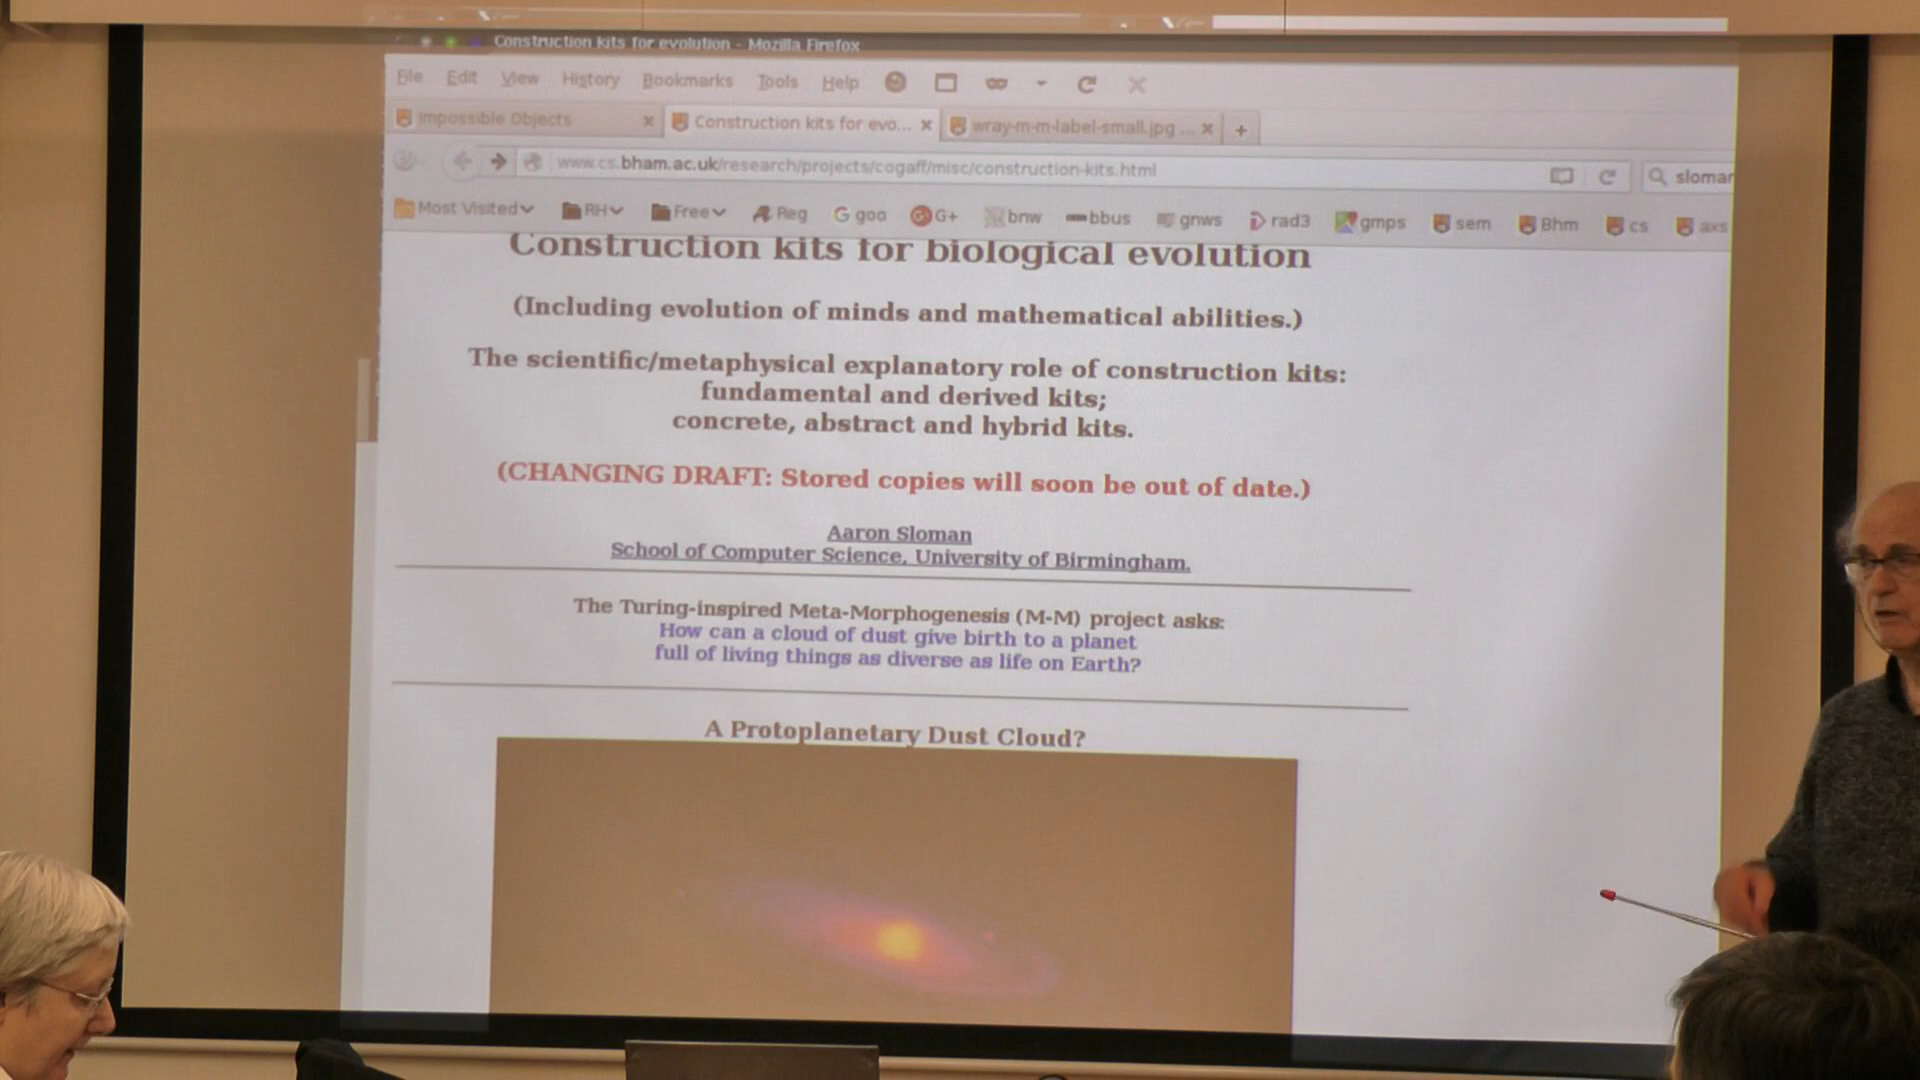 Construction kits for evolution - Mozilla Firefox
File Edit View History Bookmarks Tools Help
Impossible Objects × Construction kits for evo... × wray-m-m-label-small.jpg ... × +
www.cs.bham.ac.uk/research/projects/cogaff/misc/construction-kits.html sloman
Most Visited RH Free Reg goo G+ bnw bbus gnws rad3 gmps sem Bhm cs axs
Construction kits for biological evolution
(Including evolution of minds and mathematical abilities.)
The scientific/metaphysical explanatory role of construction kits:
fundamental and derived kits;
concrete, abstract and hybrid kits.
(CHANGING DRAFT: Stored copies will soon be out of date.)
Aaron Sloman
School of Computer Science, University of Birmingham.
The Turing-inspired Meta-Morphogenesis (M-M) project asks:
How can a cloud of dust give birth to a planet
full of living things as diverse as life on Earth?
A Protoplanetary Dust Cloud?